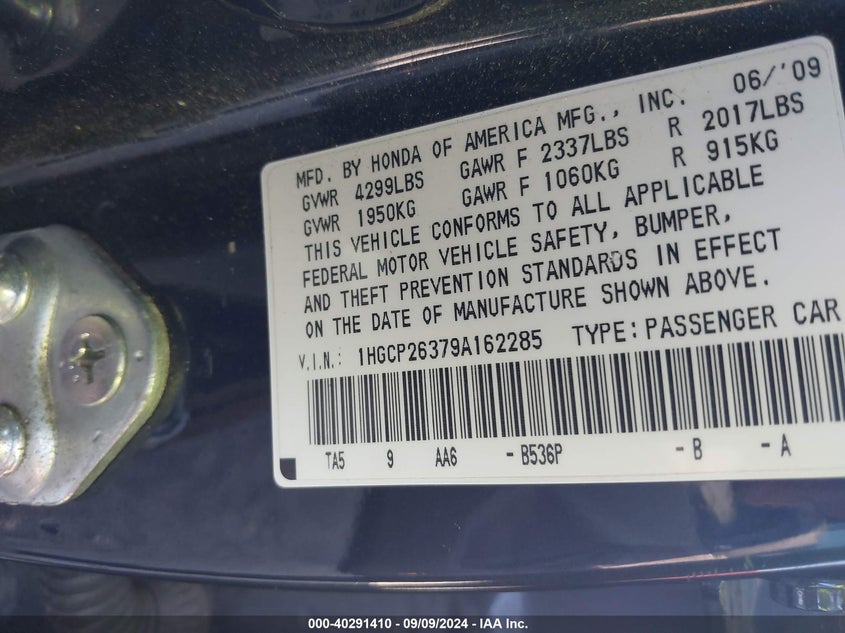 06/'09
MFD. BY HONDA OF AMERICA MFG., INC.
GVWR 4299LBS GAWR F 2337LBS R 2017LBS
GVWR 1950KG GAWR F 1060KG R 915KG
THIS VEHICLE CONFORMS TO ALL APPLICABLE
FEDERAL MOTOR VEHICLE SAFETY, BUMPER,
AND THEFT PREVENTION STANDARDS IN EFFECT
ON THE DATE OF MANUFACTURE SHOWN ABOVE.
V.I.N.: 1HGCP26379A162285 TYPE:PASSENGER CAR
TA5 9 AA6 -B536P -B -A
000-40291410 - 09/09/2024 - IAA Inc.